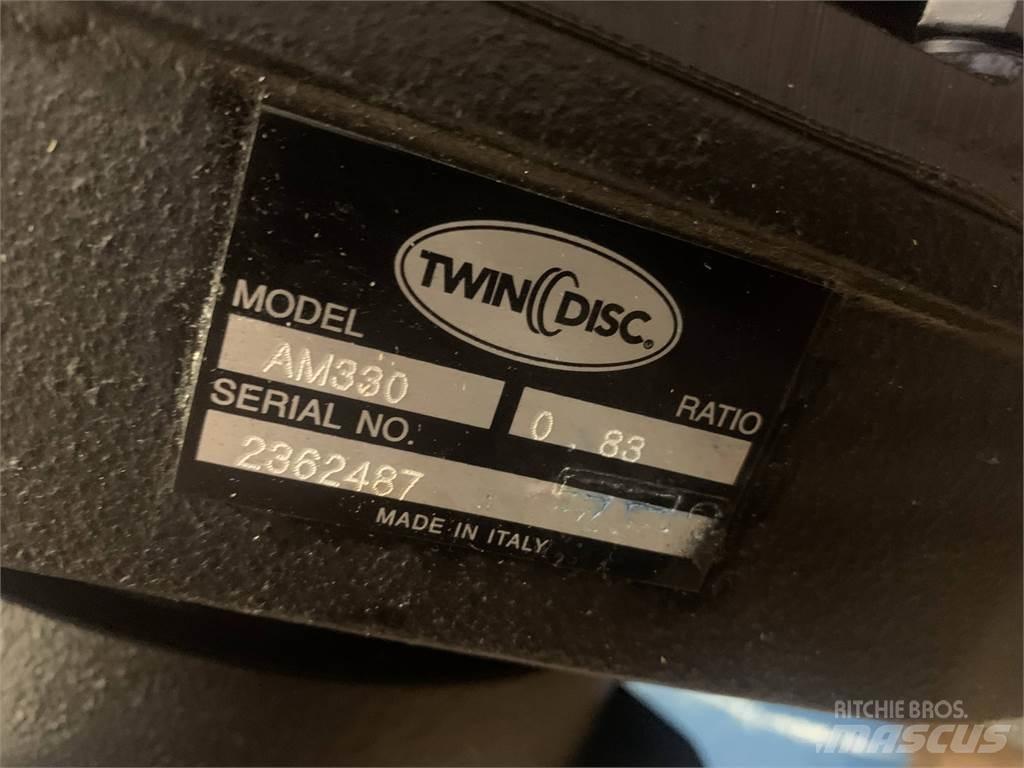 TWIN DISC®
MODEL
AM330
RATIO
0.83
SERIAL NO.
2362487
MADE IN ITALY
RITCHIE BROS.
MASCUS